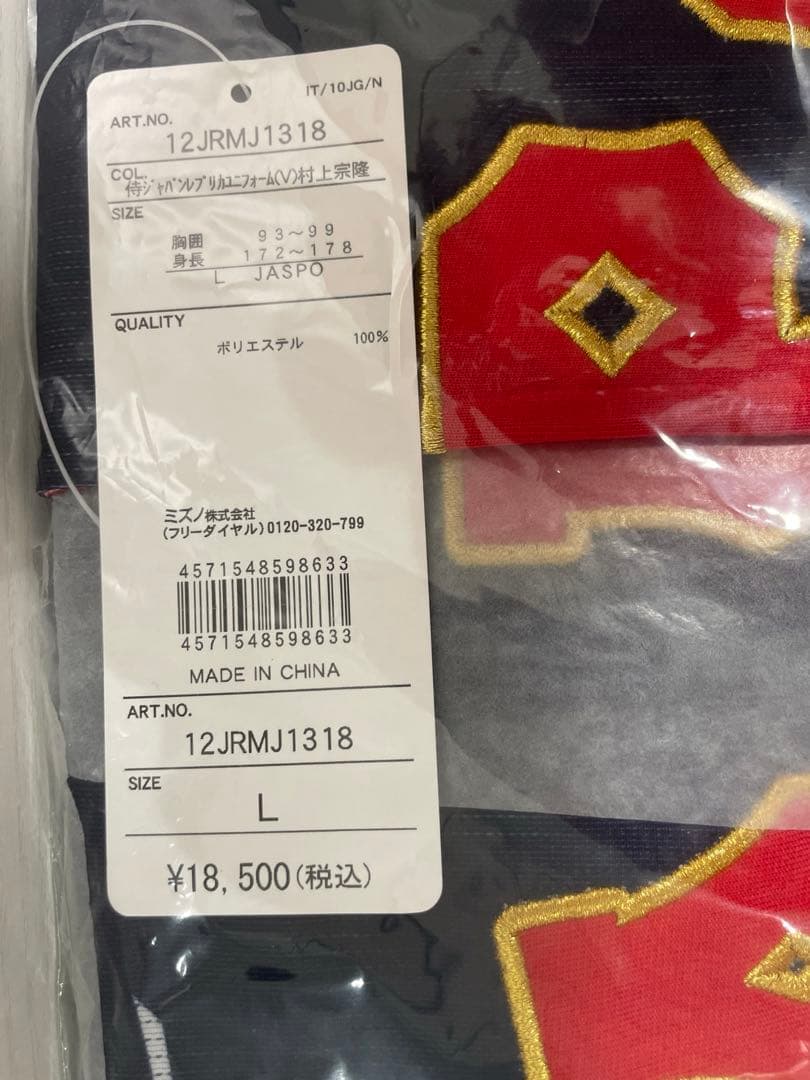 IT/10JG/N
ART.NO.
12JRMJ1318
COL.
侍ｼﾞｬﾊﾟﾝﾚﾌﾟﾘｶﾕﾆﾌｫｰﾑ(V)村上宗隆
SIZE
胸囲 93～99
身長 172～178
L JASPO
QUALITY
ポリエステル 100%
ミズノ株式会社
(フリーダイヤル)0120-320-799
4571548598633
4571548598633
MADE IN CHINA
ART.NO.
12JRMJ1318
SIZE
L
¥18,500(税込)